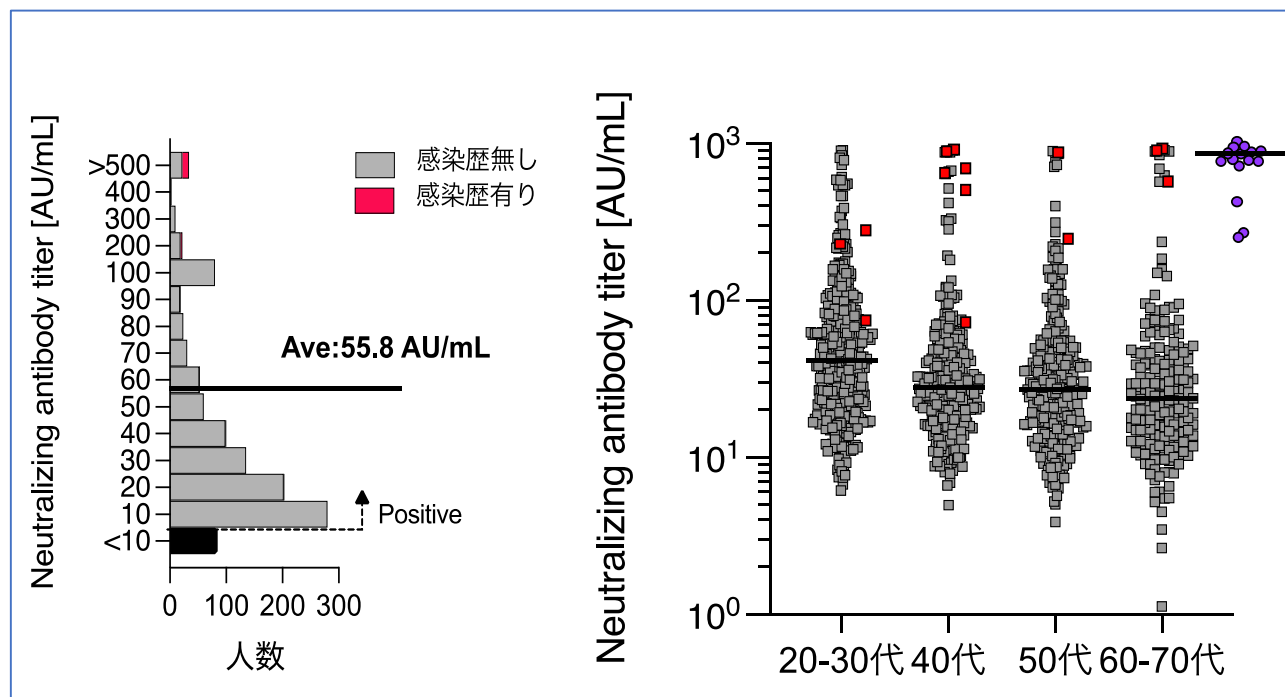 Neutralizing antibody titer [AU/mL]
>500
400
300
200
100
90
80
70
60
50
40
30
20
10
<10
0 100 200 300
人数
感染歴無し
感染歴有り
Ave:55.8 AU/mL
Positive
Neutralizing antibody titer [AU/mL]
10³
10²
10¹
10⁰
20-30代 40代 50代 60-70代